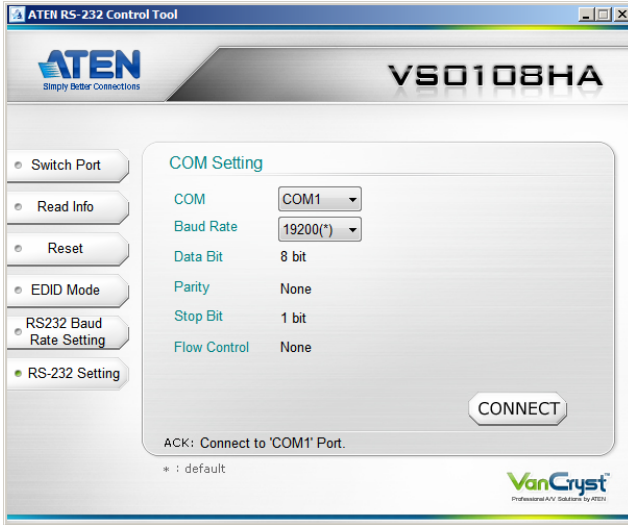 ATEN RS-232 Control Tool
ATEN
Simply Better Connections
VS0108HA
Switch Port
Read Info
Reset
EDID Mode
RS232 Baud
Rate Setting
RS-232 Setting
COM Setting
COM COM1
Baud Rate 19200(*)
Data Bit 8 bit
Parity None
Stop Bit 1 bit
Flow Control None
CONNECT
ACK: Connect to 'COM1' Port.
* : default
VanCryst™
Professional A/V Solutions by ATEN